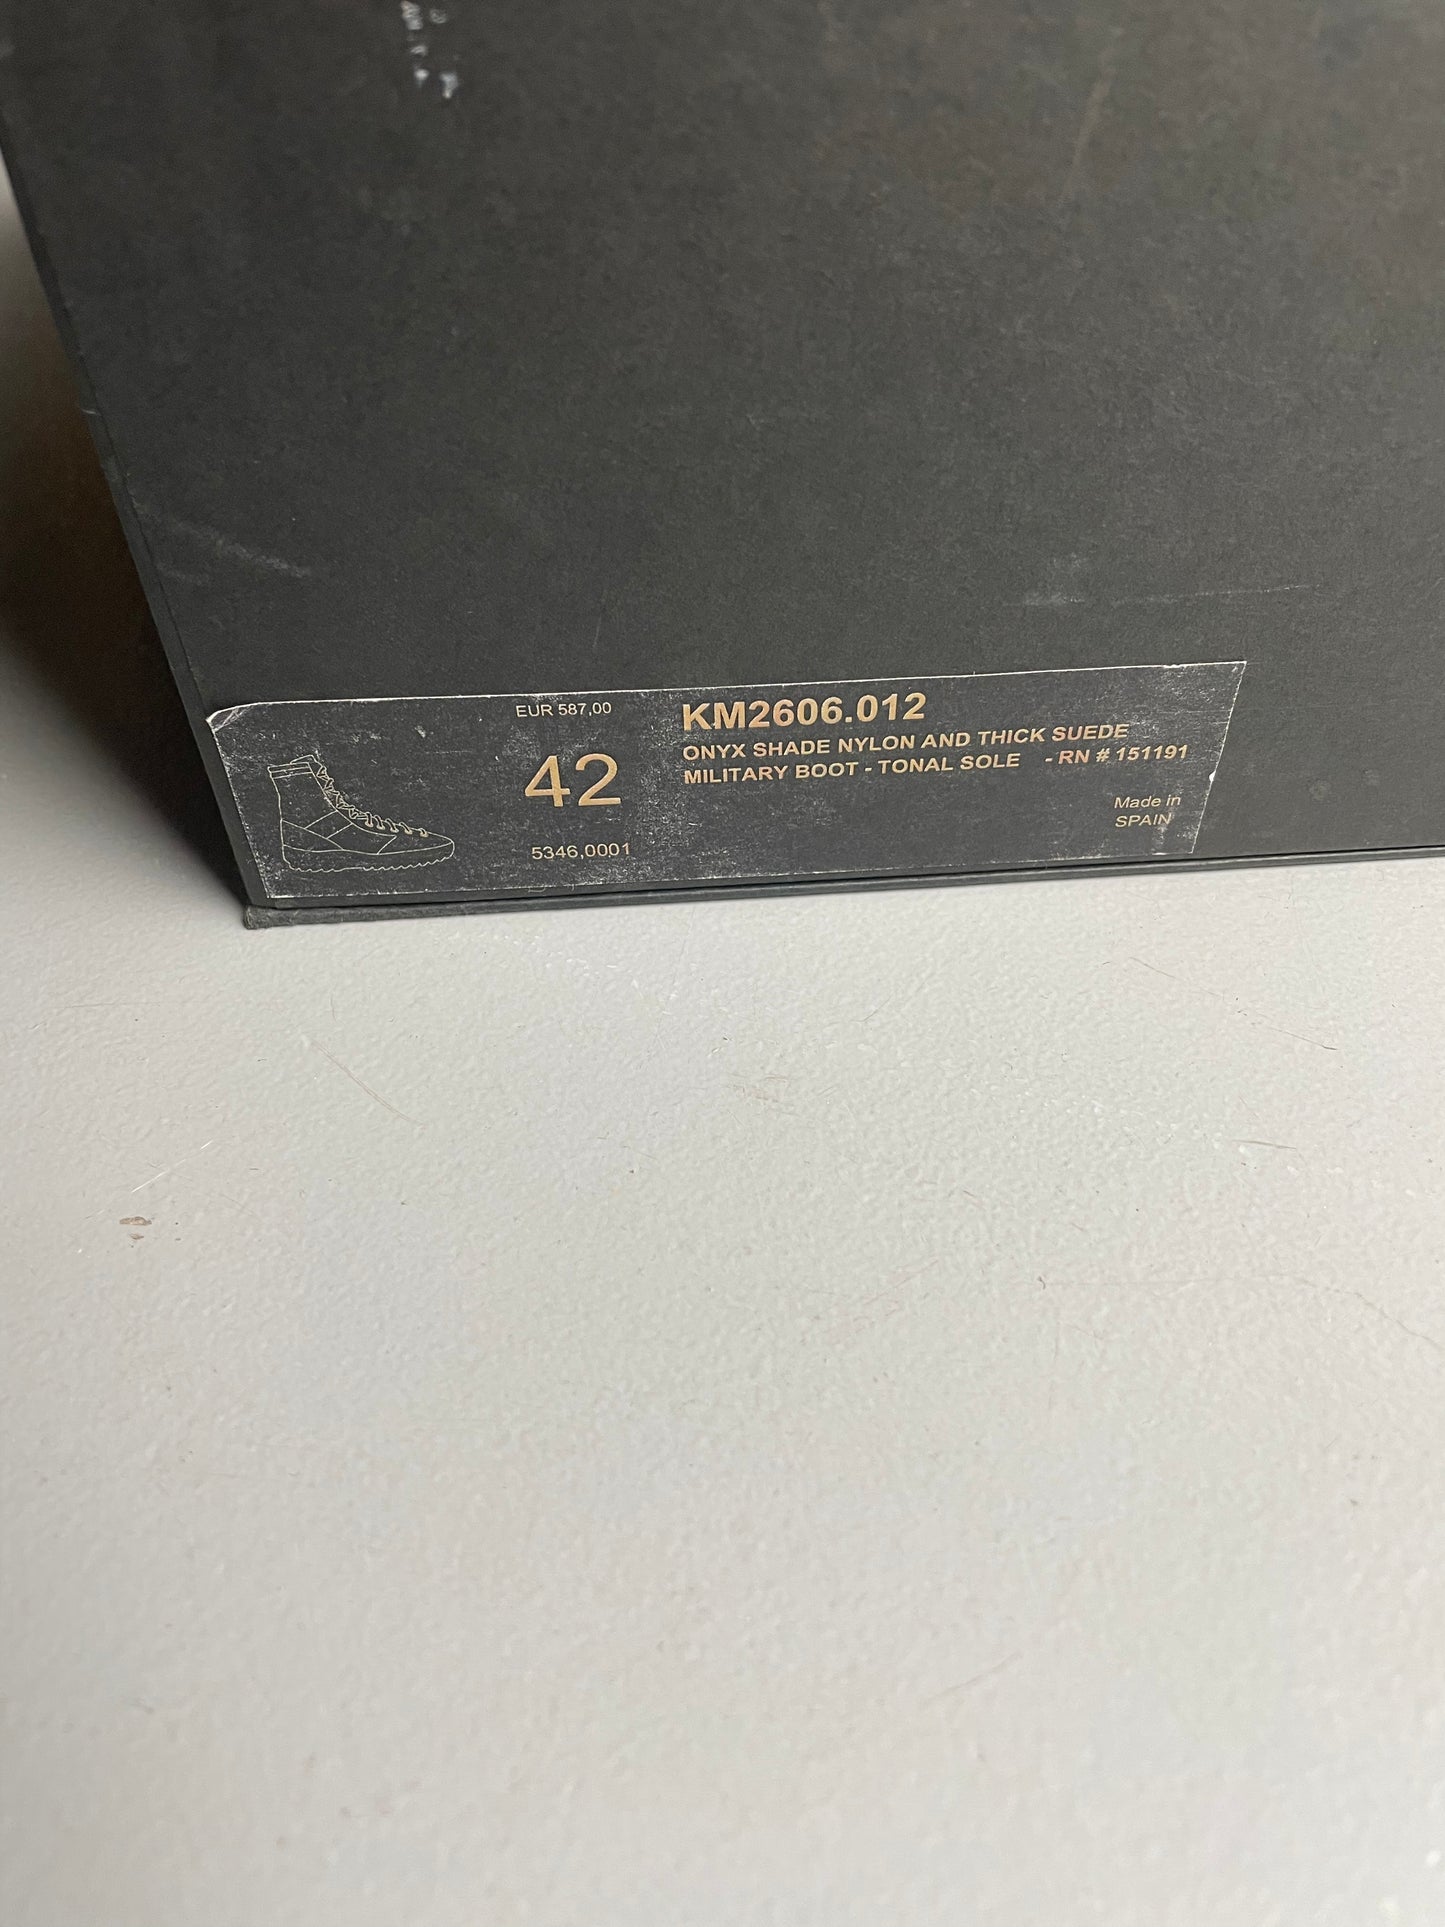 EUR 587,00
42
5346,0001
KM2606.012
ONYX SHADE NYLON AND THICK SUEDE
MILITARY BOOT - TONAL SOLE - RN # 151191
Made in
SPAIN